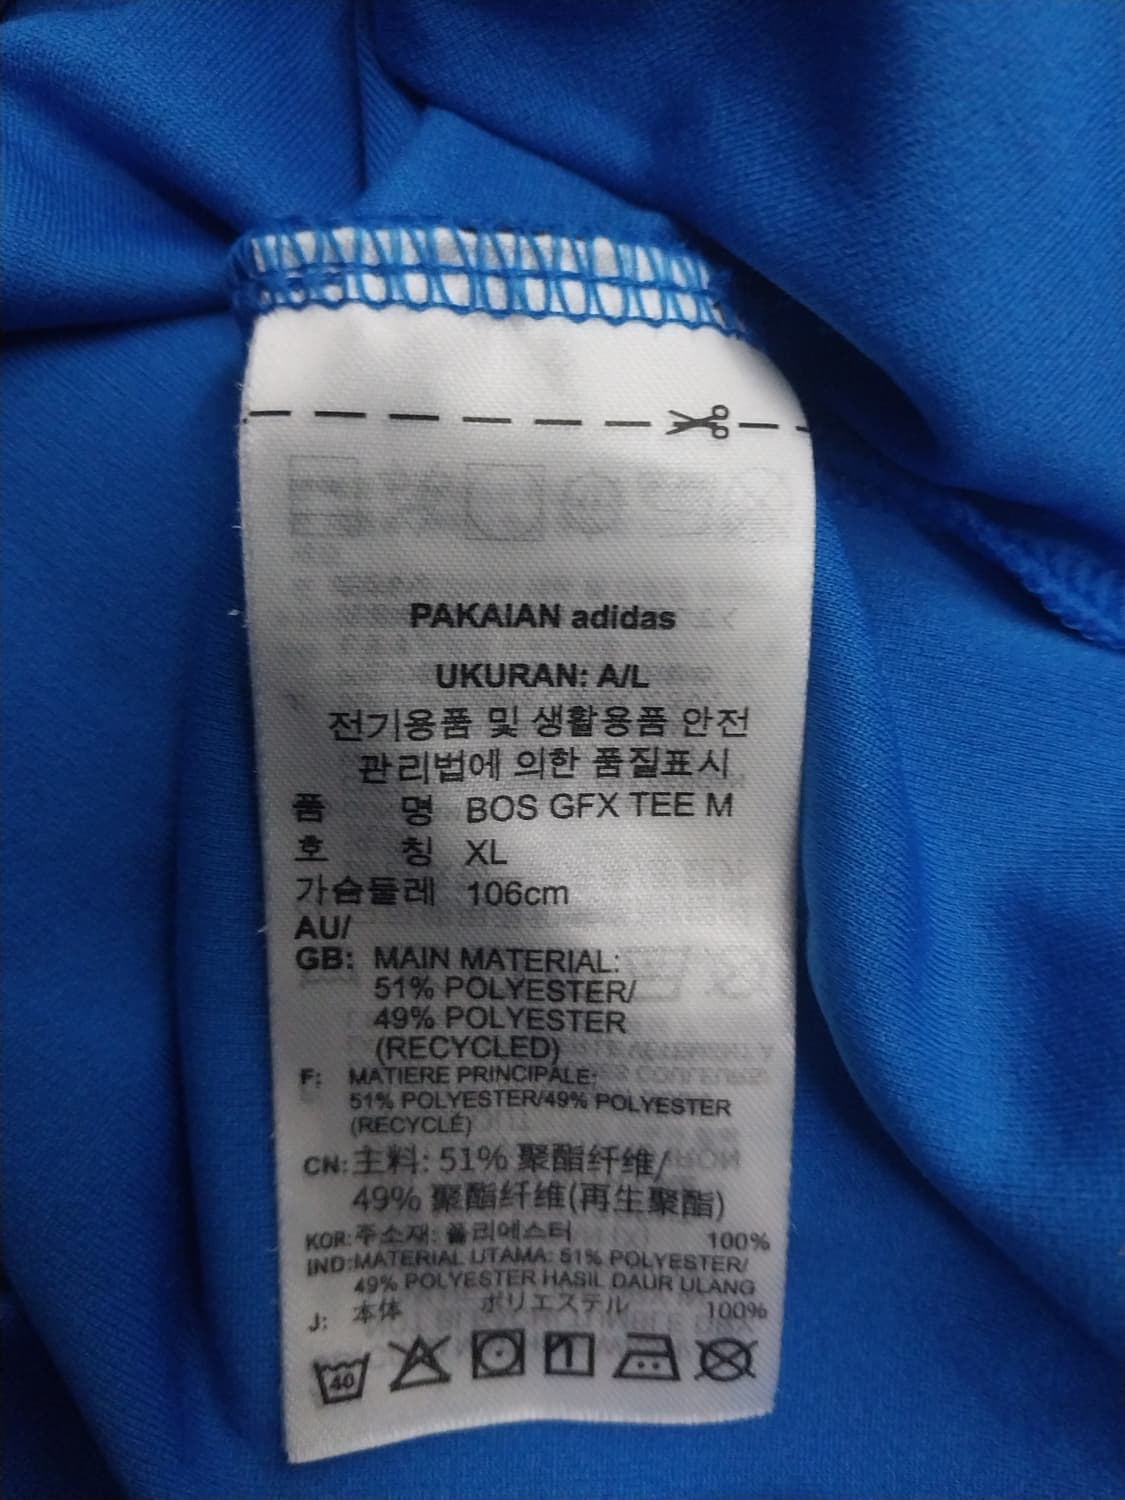 PAKAIAN adidas
UKURAN: A/L
전기용품 및 생활용품 안전
관리법에 의한 품질표시
품 명 BOS GFX TEE M
호 칭 XL
가슴둘레 106cm
AU/
GB: MAIN MATERIAL:
51% POLYESTER/
49% POLYESTER
(RECYCLED)
F: MATIERE PRINCIPALE:
51% POLYESTER/49% POLYESTER
(RECYCLÉ)
CN: 主料: 51% 聚酯纤维/
49% 聚酯纤维(再生聚酯)
KOR: 주소재: 폴리에스터 100%
IND: MATERIAL UTAMA: 51% POLYESTER/
49% POLYESTER HASIL DAUR ULANG
J: 本体 ポリエステル 100%
40